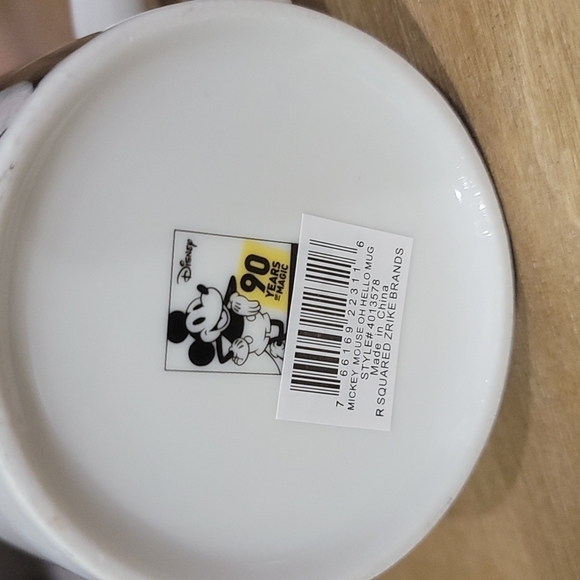 Disney
90
YEARS
OF
MAGIC
7 66169 22311 6
MICKEY MOUSE OH HELLO MUG
STYLE# 4013578
Made in China
R SQUARED ZRIKE BRANDS